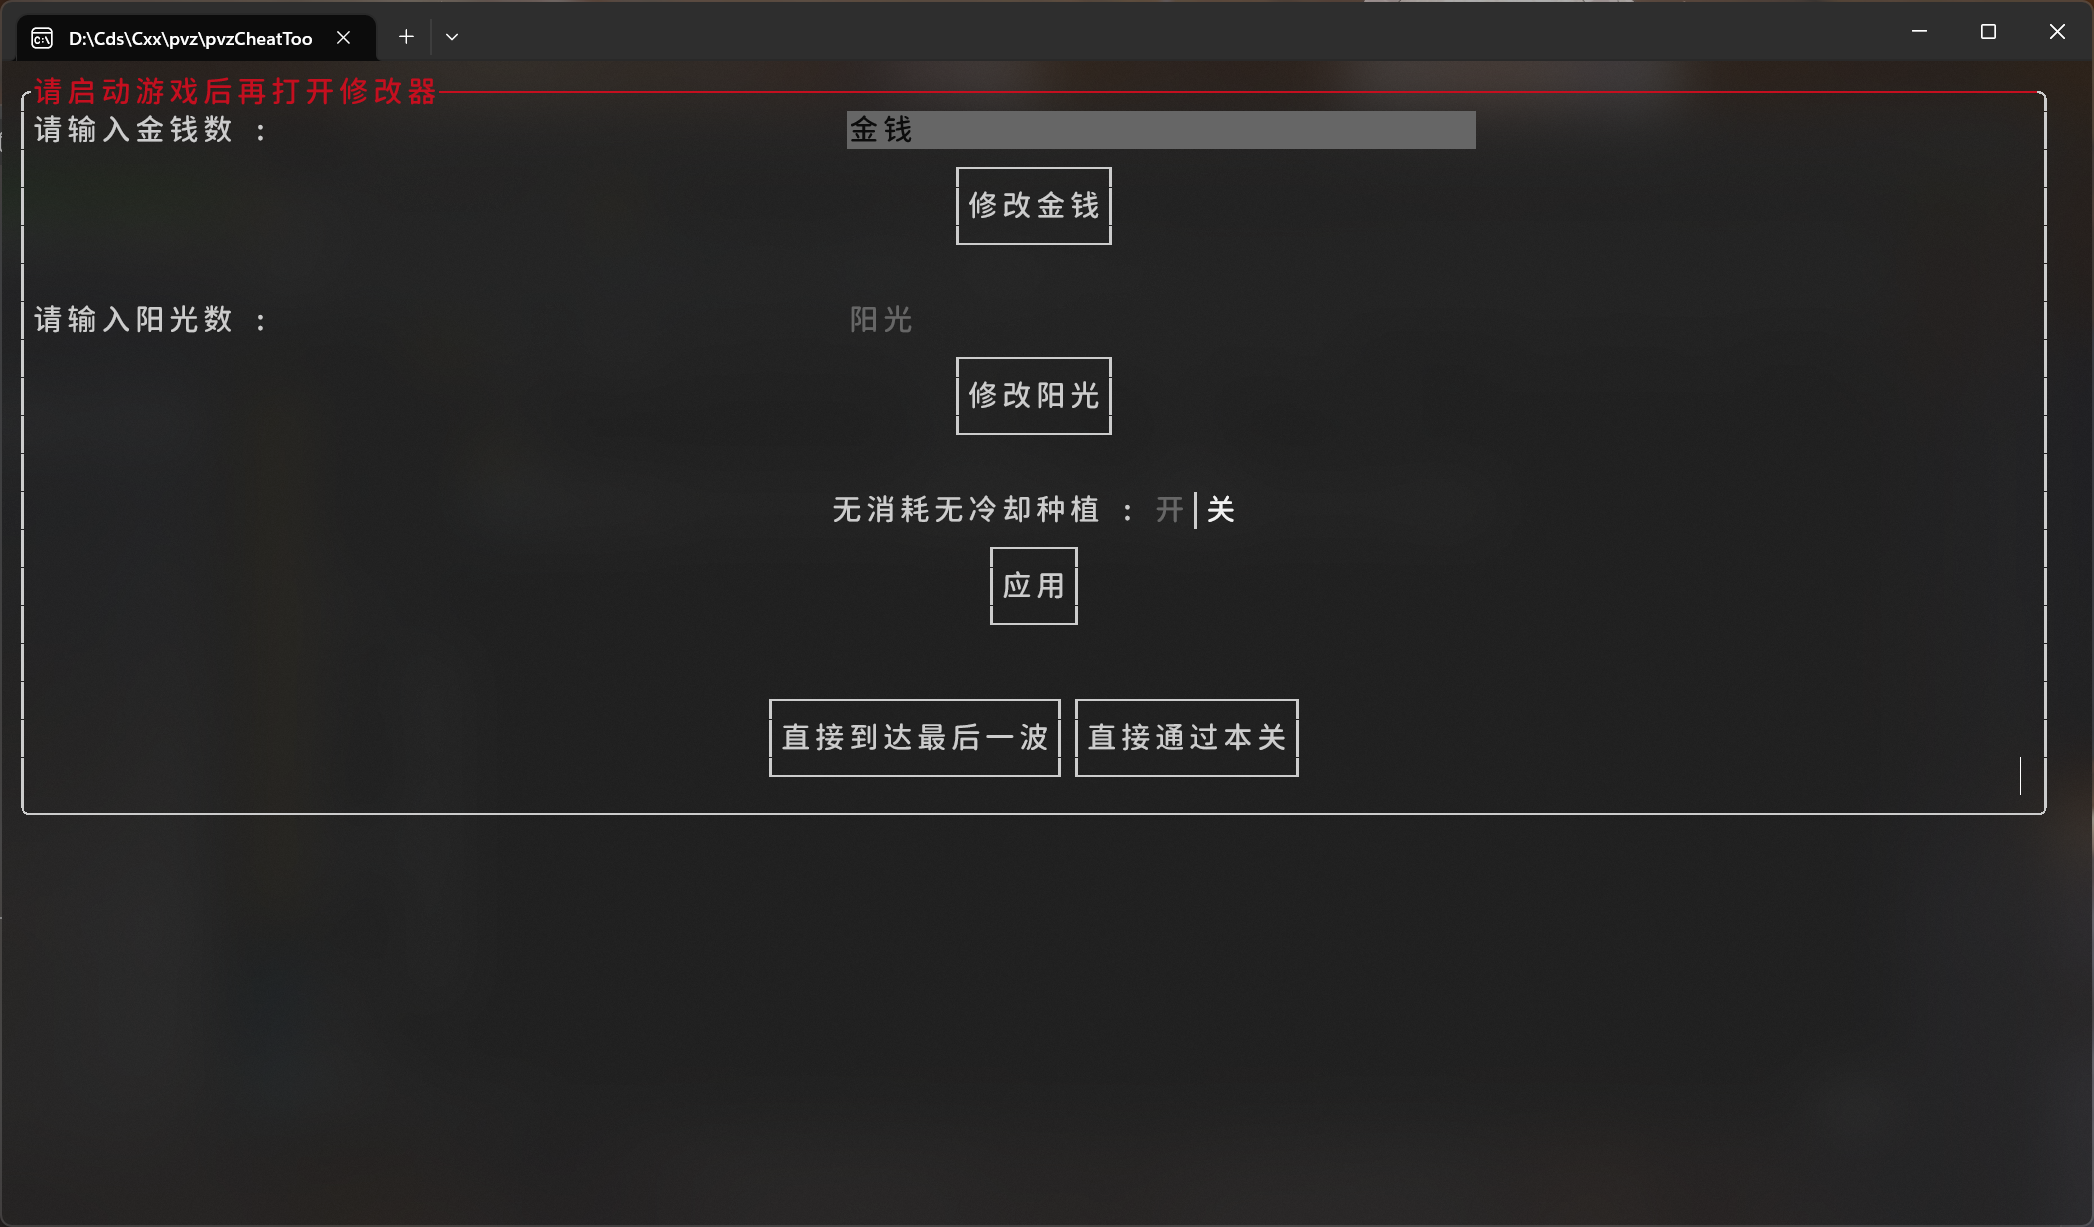 D:\Cds\Cxx\pvz\pvzCheatToo
请启动游戏后再打开修改器
请输入金钱数 : 金钱
修改金钱
请输入阳光数 : 阳光
修改阳光
无消耗无冷却种植 : 开│关
应用
直接到达最后一波 直接通过本关